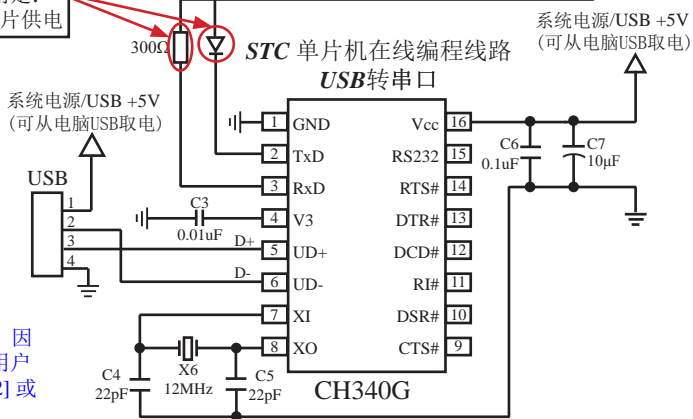 片供电
300Ω
STC 单片机在线编程线路
USB转串口
系统电源/USB +5V
(可从电脑USB取电)
系统电源/USB +5V
(可从电脑USB取电)
USB
1
2
3
4
D+
D-
C3
0.01uF
1 GND
2 TxD
3 RxD
4 V3
5 UD+
6 UD-
7 XI
8 XO
Vcc 16
RS232 15
RTS# 14
DTR# 13
DCD# 12
RI# 11
DSR# 10
CTS# 9
CH340G
C6
0.1uF
C7
10μF
C4
22pF
X6
12MHz
C5
22pF
因
用户
2] 或